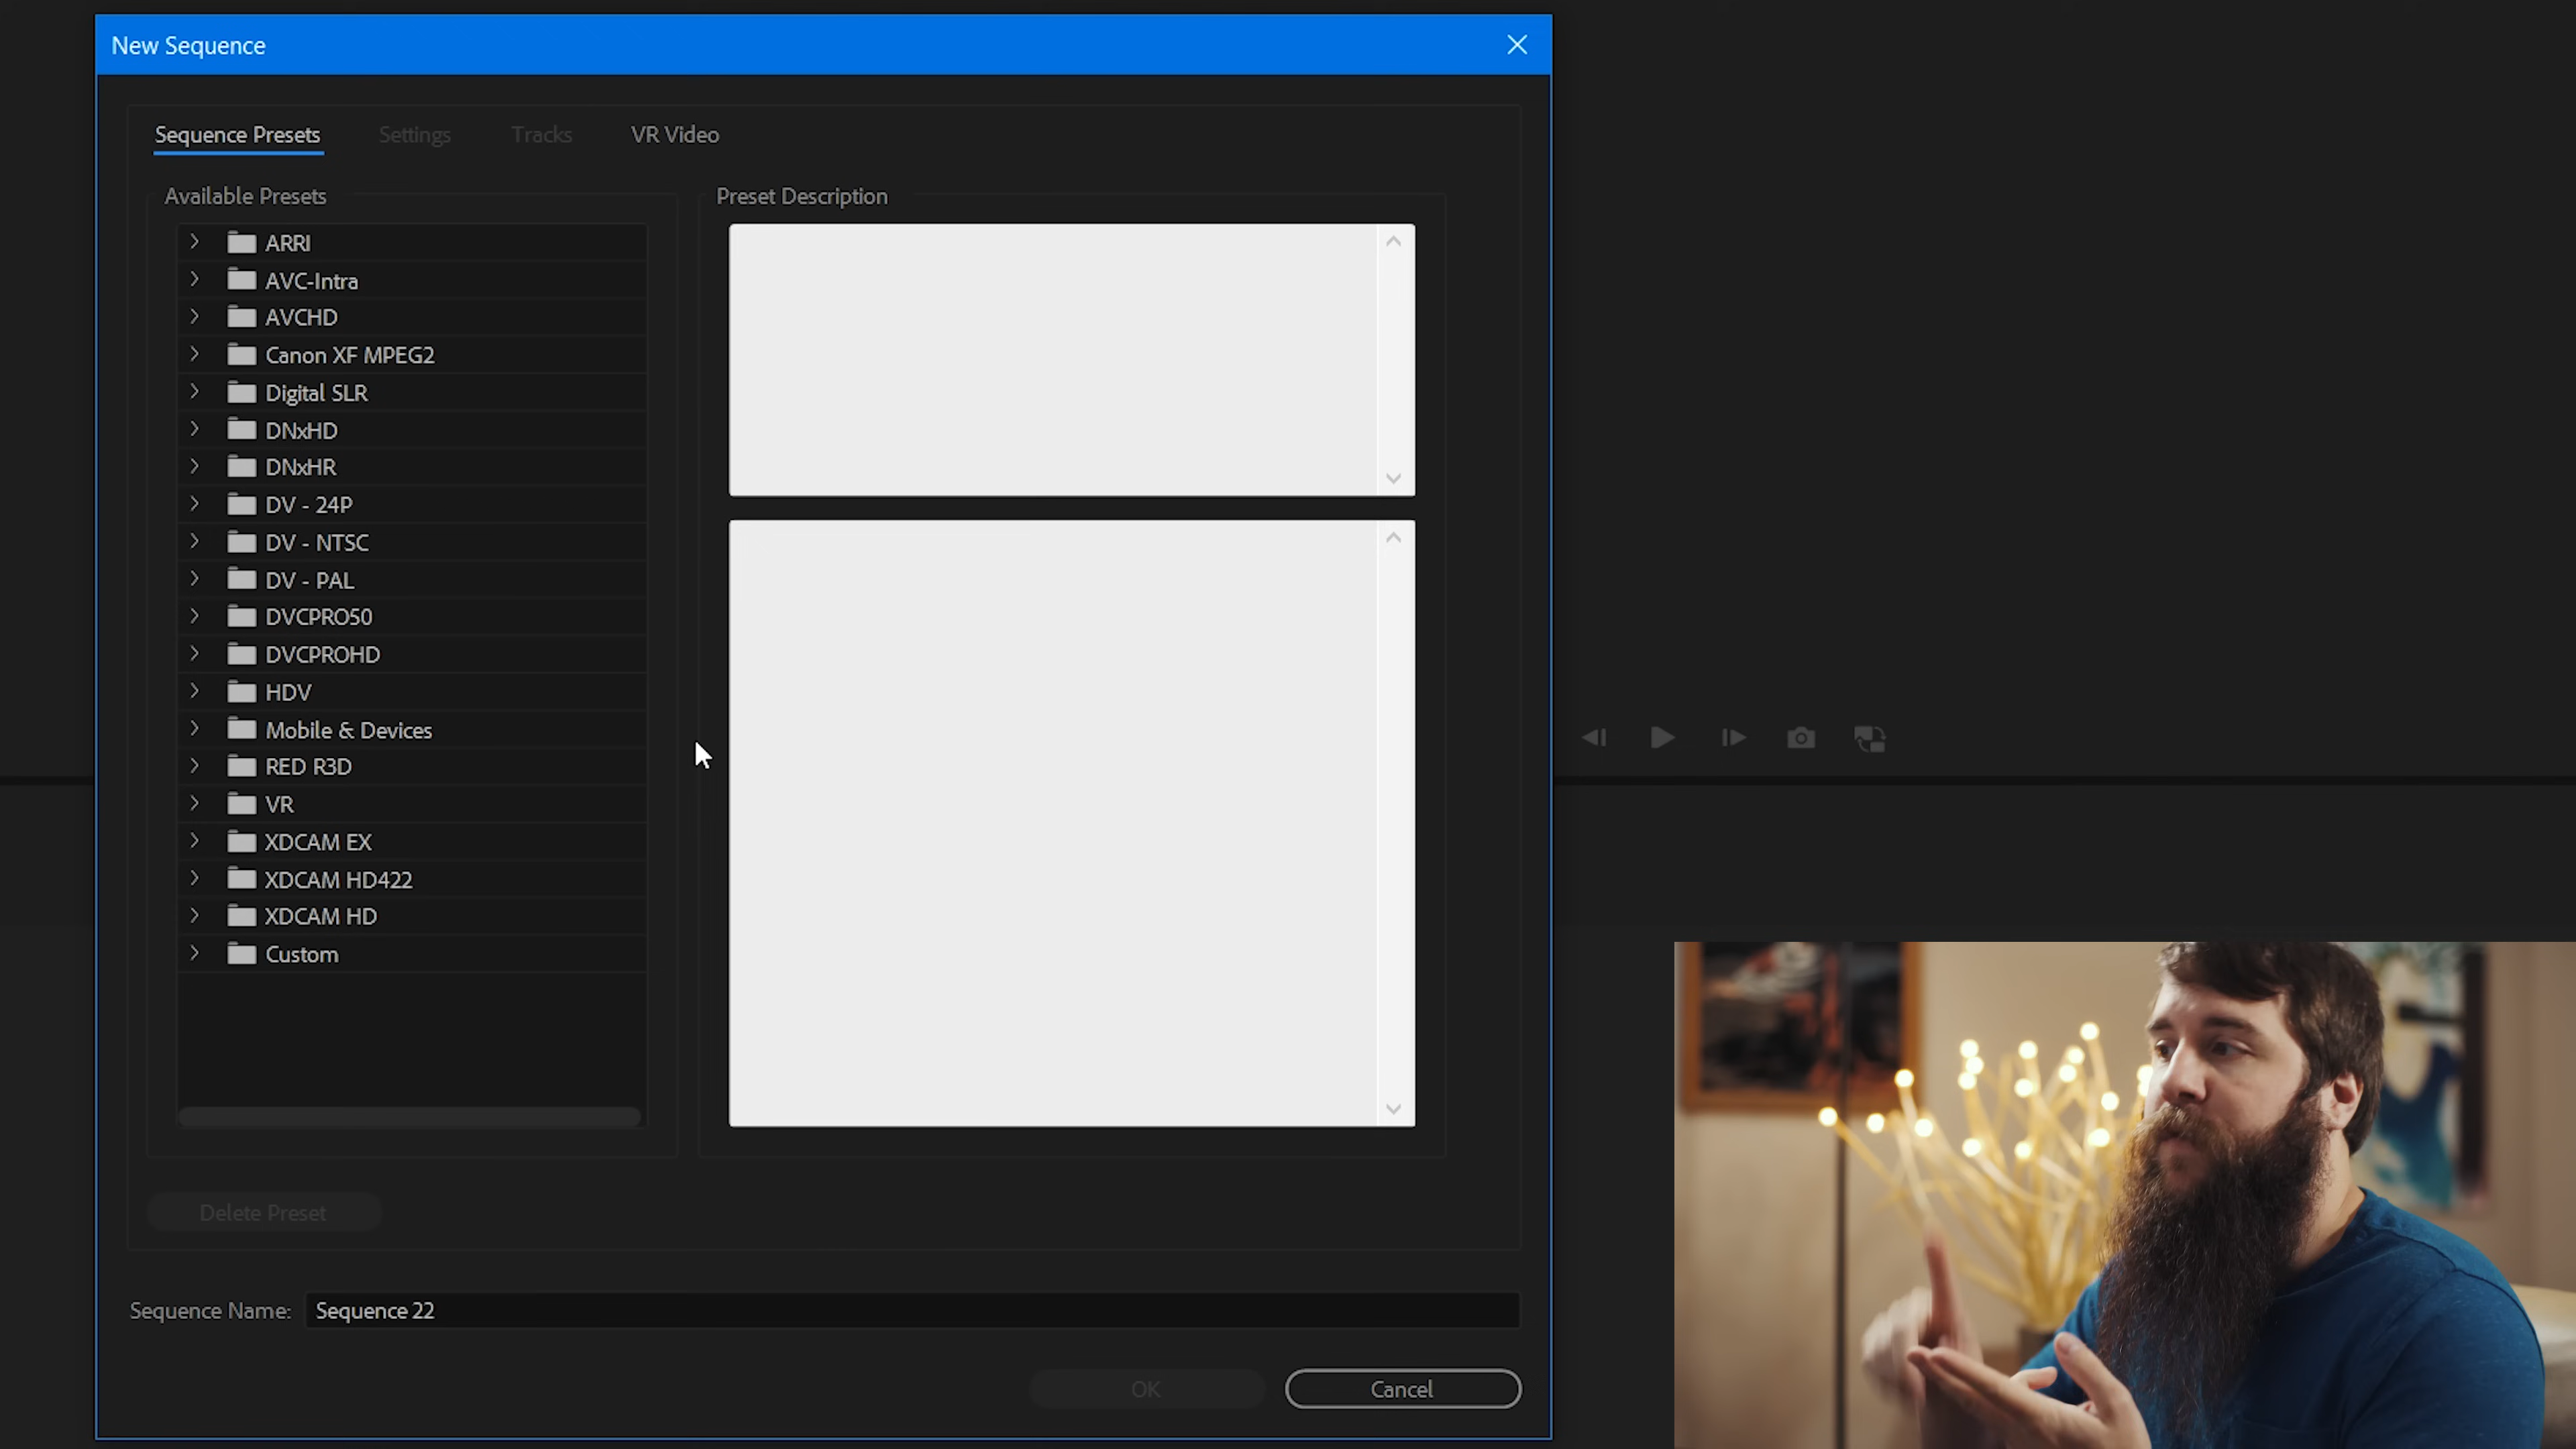 New Sequence
Sequence Presets
Settings
Tracks
VR Video
Available Presets
Preset Description
ARRI
AVC-Intra
AVCHD
Canon XF MPEG2
Digital SLR
DNxHD
DNxHR
DV - 24P
DV - NTSC
DV - PAL
DVCPRO50
DVCPROHD
HDV
Mobile & Devices
RED R3D
VR
XDCAM EX
XDCAM HD422
XDCAM HD
Custom
Delete Preset
Sequence Name: Sequence 22
OK
Cancel